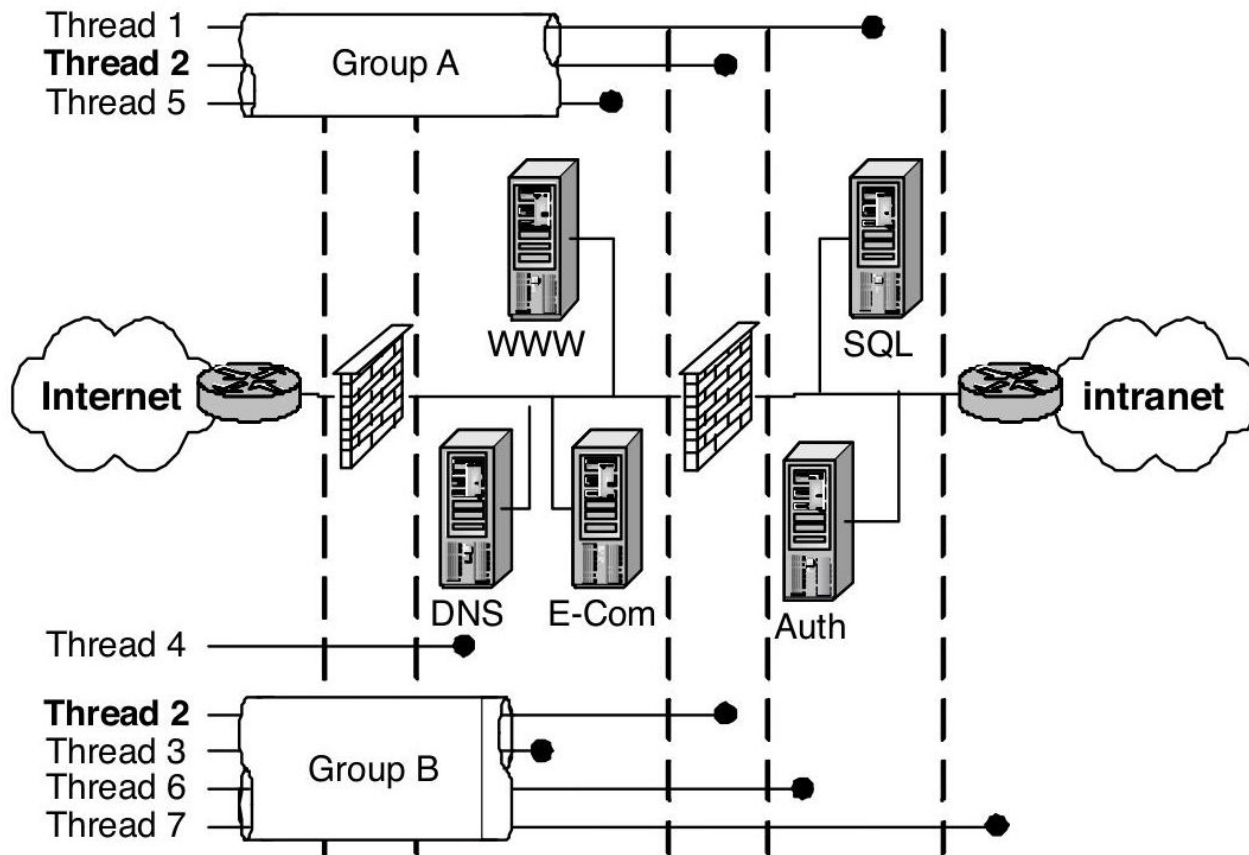 Thread 1
Thread 2
Thread 5
Group A
WWW
SQL
Internet
intranet
DNS
E-Com
Auth
Thread 4
Thread 2
Thread 3
Thread 6
Thread 7
Group B